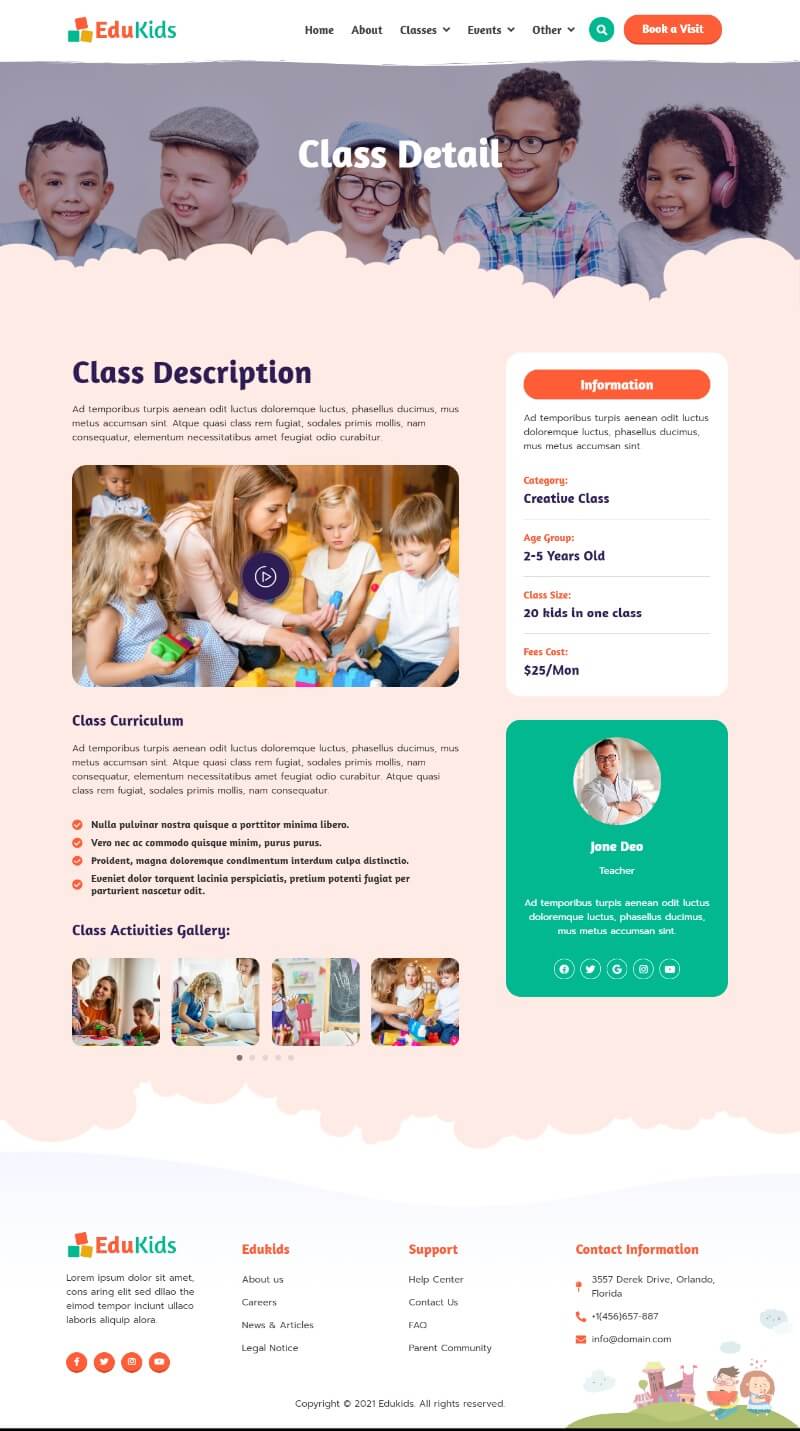 EduKids
Home About Classes Events Other Book a Visit
Class Detail
Class Description
Ad temporibus turpis aenean odit luctus doloremque luctus, phasellus ducimus, mus
metus accumsan sint. Atque quasi class rem fugiat, sodales primis mollis, nam
consequatur, elementum necessitatibus amet feugiat odio curabitur.
Class Curriculum
Ad temporibus turpis aenean odit luctus doloremque luctus, phasellus ducimus, mus
metus accumsan sint. Atque quasi class rem fugiat, sodales primis mollis, nam
consequatur, elementum necessitatibus amet feugiat odio curabitur. Atque quasi
class rem fugiat, sodales primis mollis, nam consequatur.
Nulla pulvinar nostra quisque a porttitor minima libero.
Vero nec ac commodo quisque minim, purus purus.
Proident, magna doloremque condimentum interdum culpa distinctio.
Eveniet dolor torquent lacinia perspiciatis, pretium potenti fugiat per
parturient nascetur odit.
Class Activities Gallery:
Information
Ad temporibus turpis aenean odit luctus
doloremque luctus, phasellus ducimus,
mus metus accumsan sint.
Category:
Creative Class
Age Group:
2-5 Years Old
Class Size:
20 kids in one class
Fees Cost:
$25/Mon
Jone Deo
Teacher
Ad temporibus turpis aenean odit luctus
doloremque luctus, phasellus ducimus,
mus metus accumsan sint.
EduKids
Lorem ipsum dolor sit amet,
cons aring elit sed dllao the
eimod tempor inciunt ullaco
laboris aliquip alora.
Edukids
About us
Careers
News & Articles
Legal Notice
Support
Help Center
Contact Us
FAQ
Parent Community
Contact Information
3557 Derek Drive, Orlando,
Florida
+1(456)657-887
info@domain.com
Copyright © 2021 Edukids. All rights reserved.